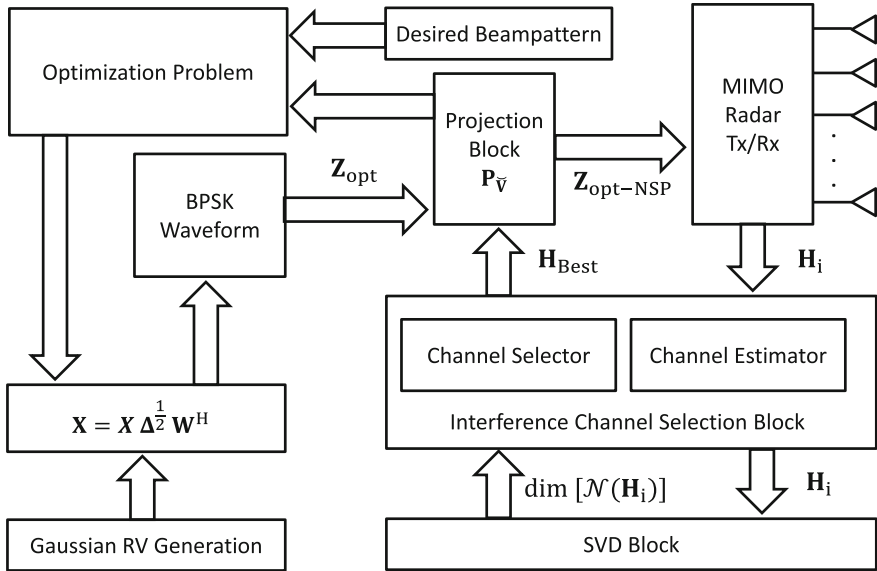 Desired Beampattern
Optimization Problem
Projection
Block
P_V̆
MIMO
Radar
Tx/Rx
Z_opt
Z_opt−NSP
BPSK
Waveform
H_Best
H_i
Channel Selector
Channel Estimator
Interference Channel Selection Block
X = X Δ^{1/2} W^H
dim [𝒩(H_i)]
H_i
Gaussian RV Generation
SVD Block